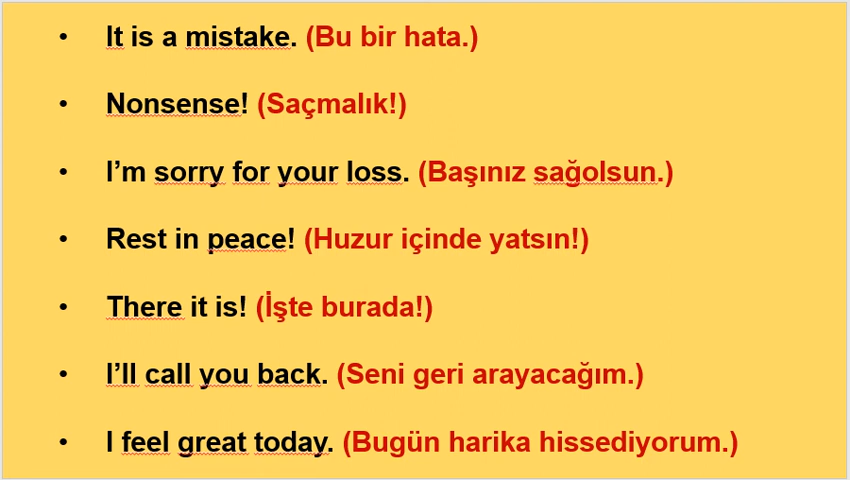 • It is a mistake. (Bu bir hata.)
• Nonsense! (Saçmalık!)
• I’m sorry for your loss. (Başınız sağolsun.)
• Rest in peace! (Huzur içinde yatsın!)
• There it is! (İşte burada!)
• I’ll call you back. (Seni geri arayacağım.)
• I feel great today. (Bugün harika hissediyorum.)